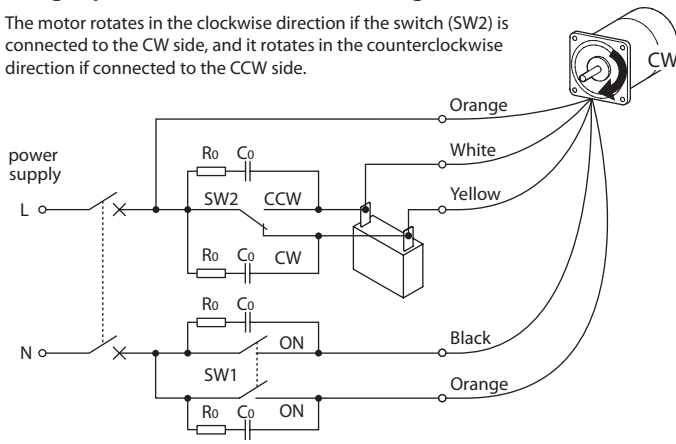 The motor rotates in the clockwise direction if the switch (SW2) is
connected to the CW side, and it rotates in the counterclockwise
direction if connected to the CCW side.
CW
Orange
White
Yellow
power
supply
R0 C0
L
SW2 CCW
CW
R0 C0
R0 C0
N
ON
Black
SW1
Orange
R0 C0 ON